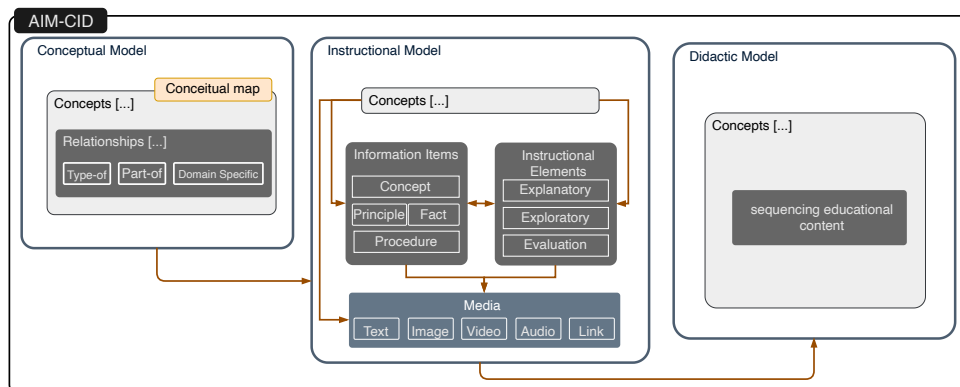 AIM-CID
Conceptual Model
Conceitual map
Concepts [...]
Relationships [...]
Type-of
Part-of
Domain Specific
Instructional Model
Concepts [...]
Information Items
Concept
Principle
Fact
Procedure
Instructional
Elements
Explanatory
Exploratory
Evaluation
Media
Text
Image
Video
Audio
Link
Didactic Model
Concepts [...]
sequencing educational
content